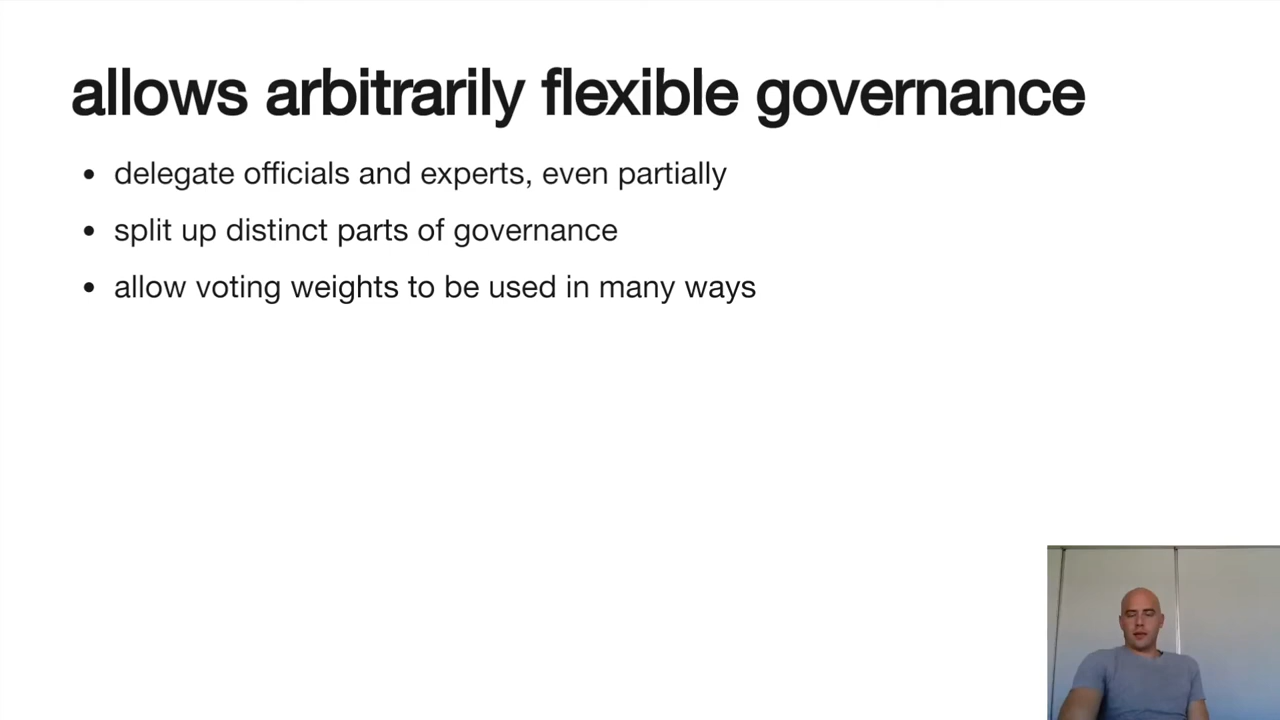 allows arbitrarily flexible governance
• delegate officials and experts, even partially
• split up distinct parts of governance
• allow voting weights to be used in many ways